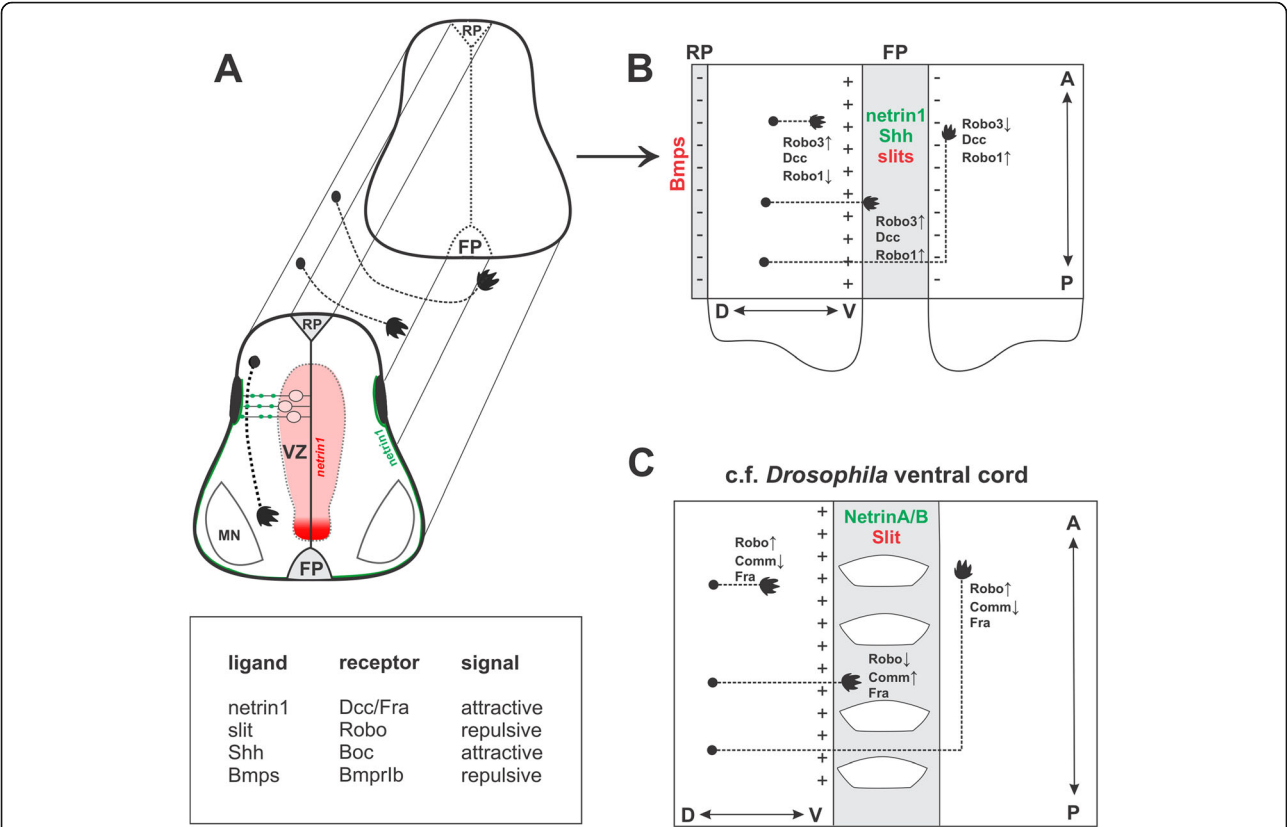 A
RP
FP
RP
VZ
netrin1
netrin1
MN
FP
ligand receptor signal
netrin1 Dcc/Fra attractive
slit Robo repulsive
Shh Boc attractive
Bmps BmprIb repulsive
B
RP
FP
Bmps
-
-
-
-
-
-
-
-
-
-
+
+
+
+
+
+
+
+
+
+
netrin1
Shh
slits
-
-
-
-
-
-
-
-
-
-
Robo3↑
Dcc
Robo1↓
Robo3↑
Dcc
Robo1↑
Robo3↓
Dcc
Robo1↑
A
P
D
V
C
c.f. Drosophila ventral cord
+
+
+
+
+
+
+
+
+
+
+
+
+
NetrinA/B
Slit
Robo↑
Comm↓
Fra
Robo↓
Comm↑
Fra
Robo↑
Comm↓
Fra
A
P
D
V